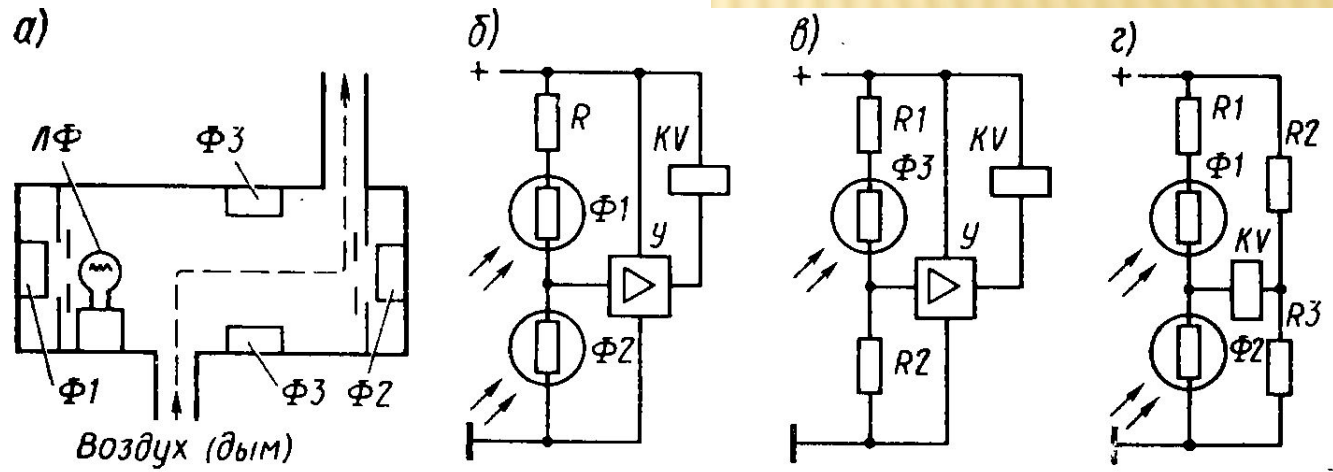 а)
ЛФ
Ф3
Ф1
Ф3
Ф2
Воздух (дым)
б)
+
R
KV
Ф1
У
Ф2
в)
+
R1
KV
Ф3
У
R2
г)
+
R1
R2
Ф1
KV
R3
Ф2